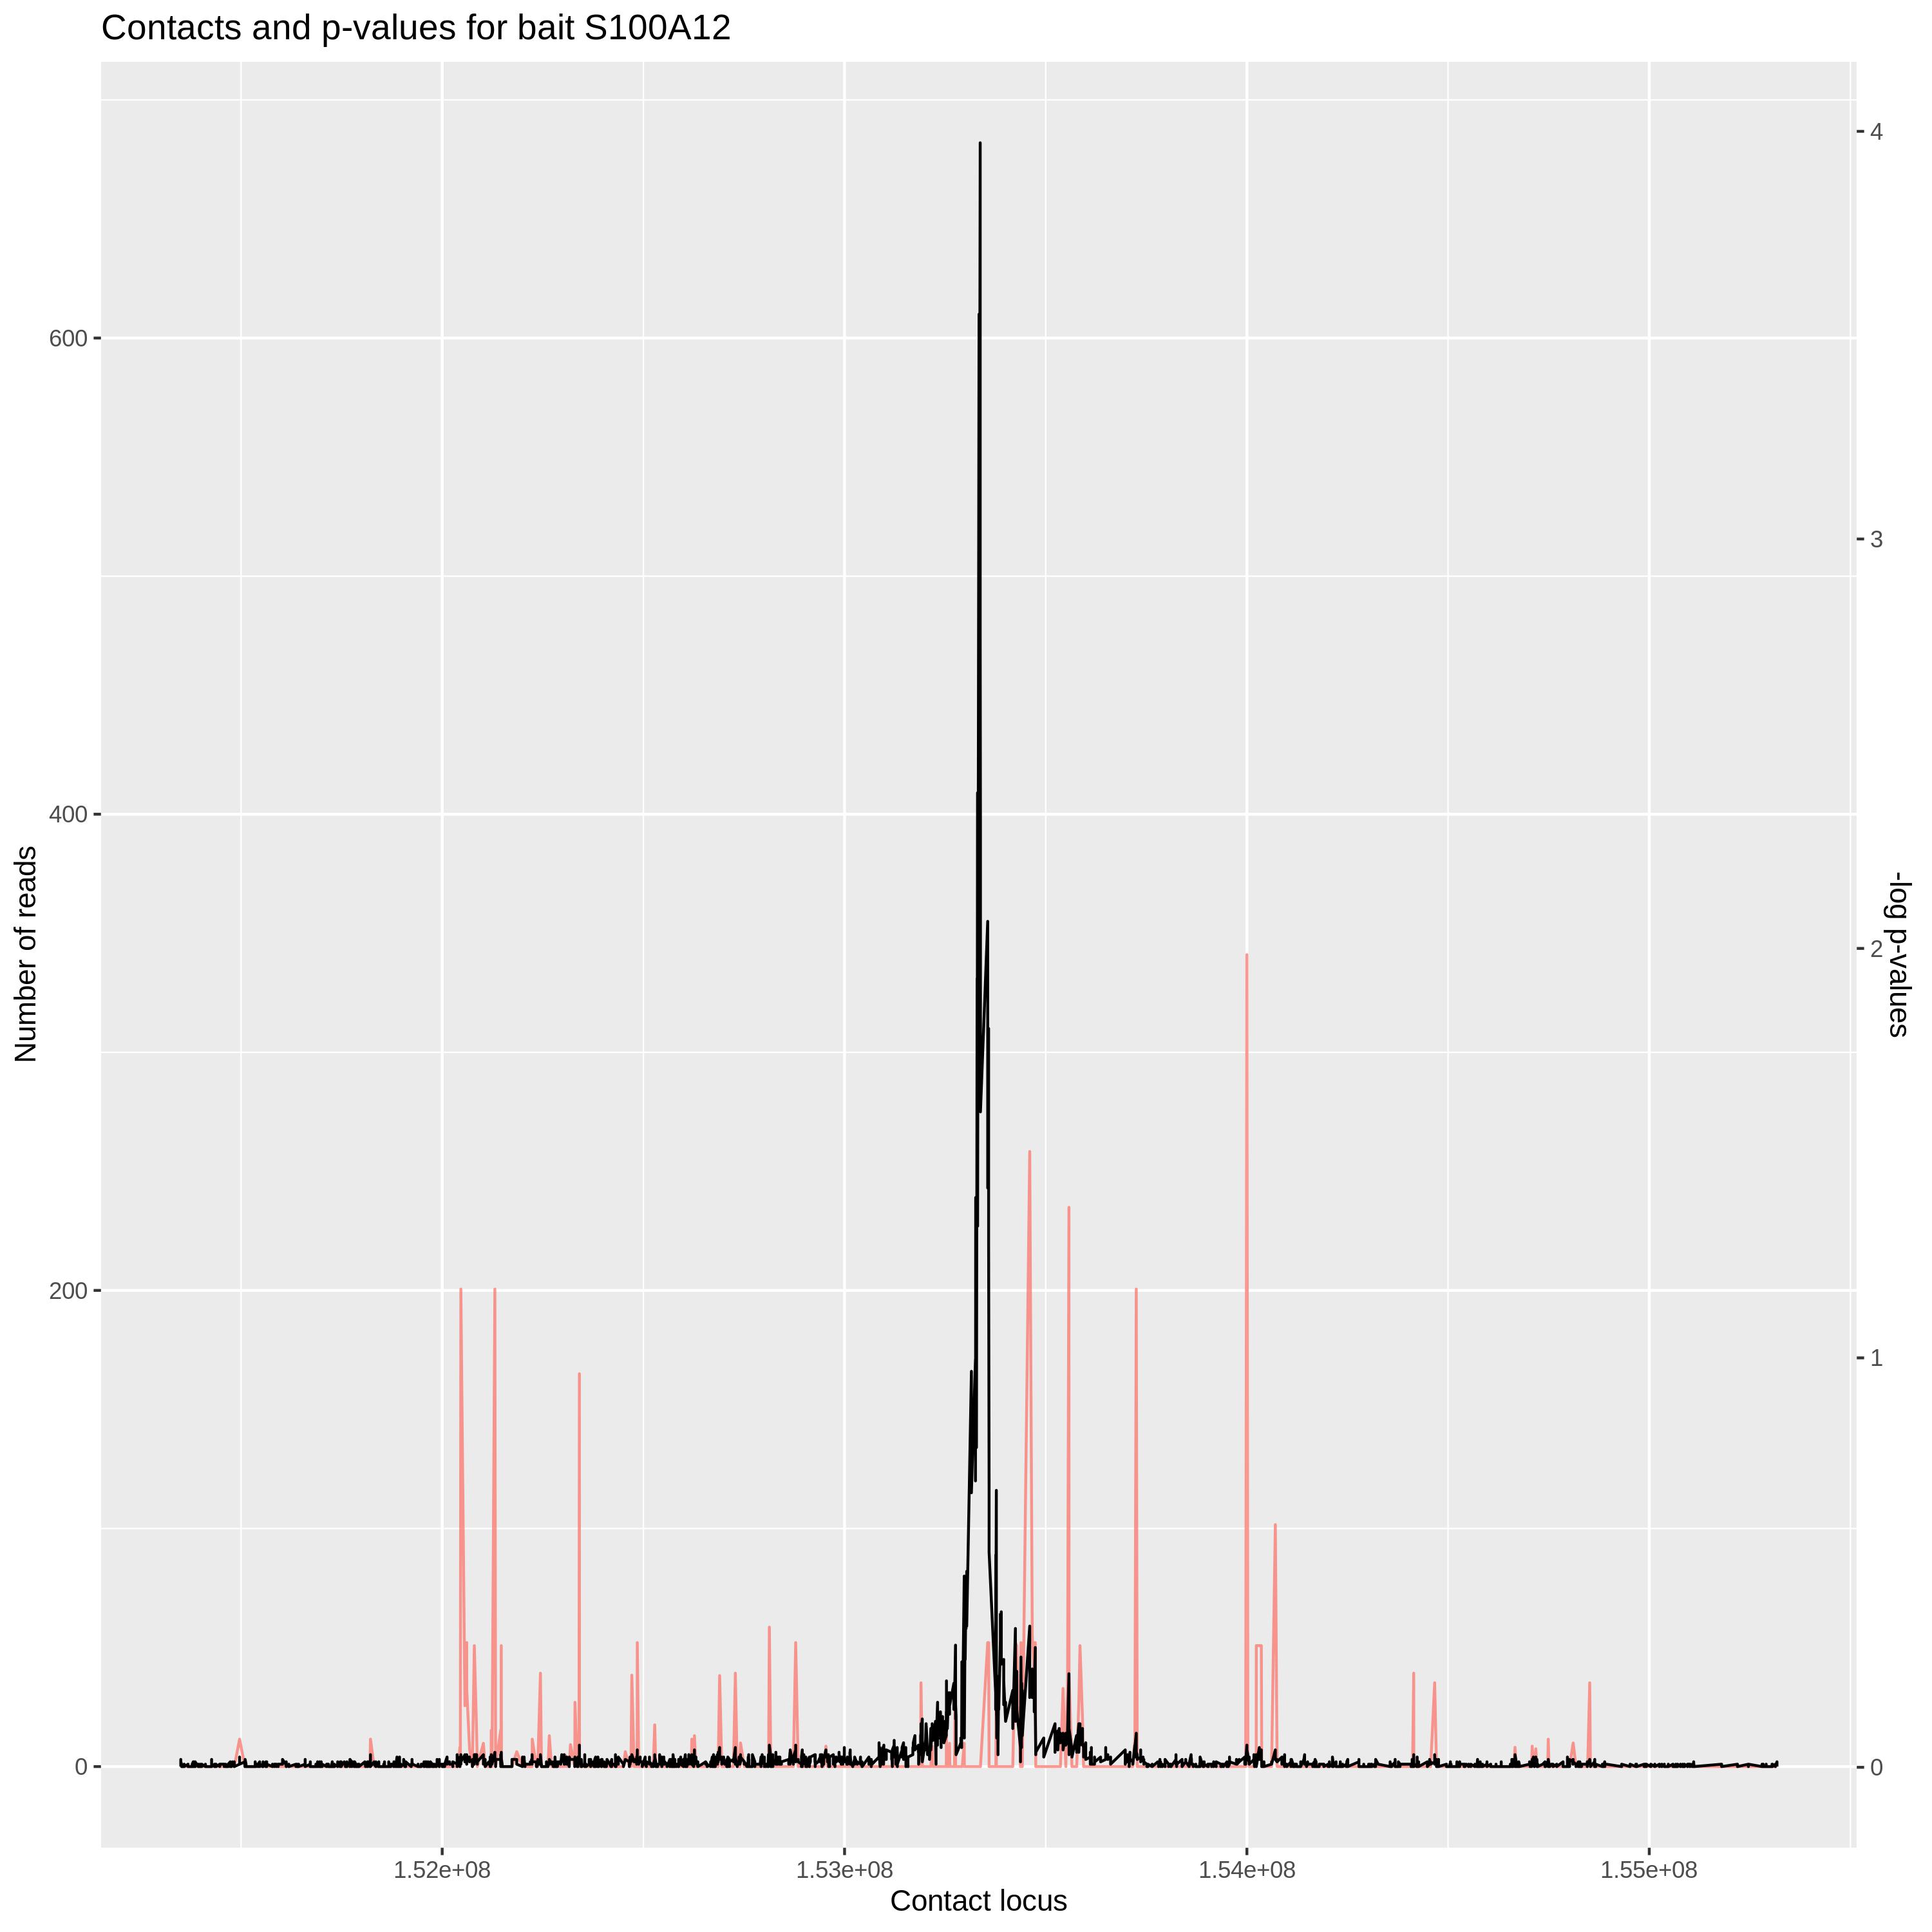 Contacts and p-values for bait S100A12
Number of reads
600
400
200
0
4
3
2
1
0
-log p-values
1.52e+08
1.53e+08
1.54e+08
1.55e+08
Contact locus